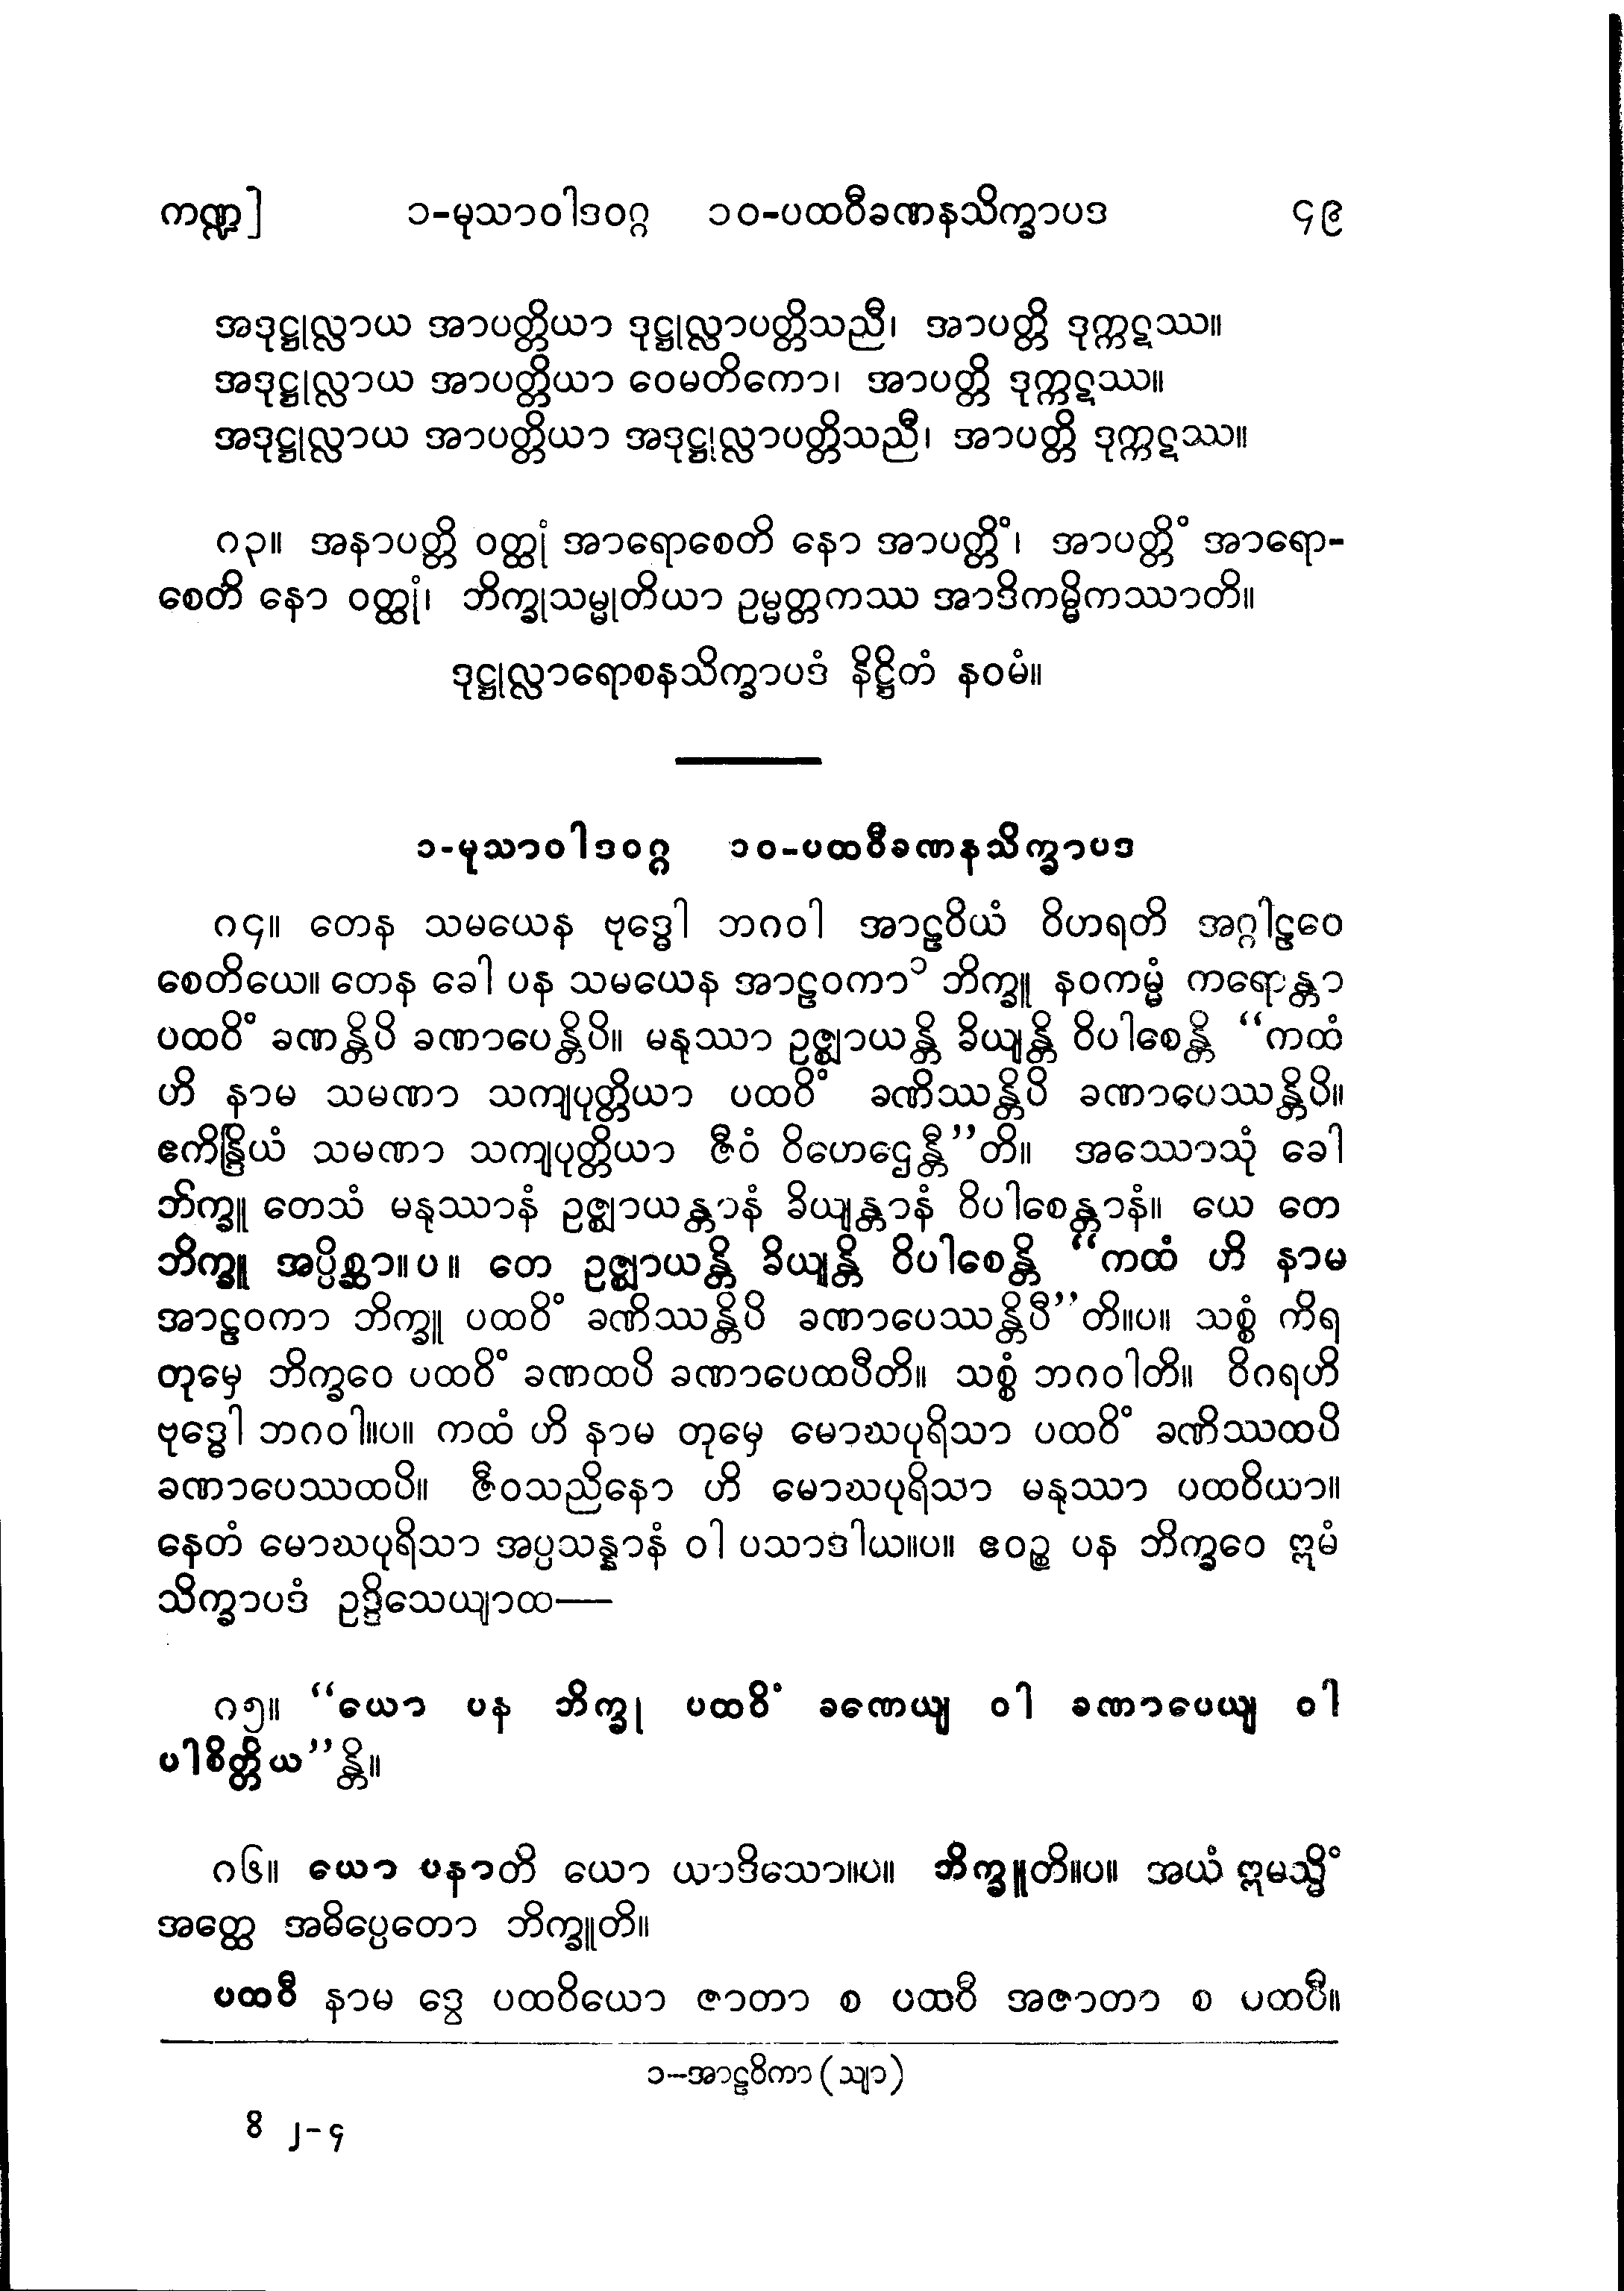 ကဏ္ဍ] ၁-မုသာဝါဒဝဂ္ဂ ၁၀-ပထဝီခဏနသိက္ခာပဒ ၄၉
အဒုဋ္ဌုလ္လာယ အာပတ္တိယာ ဒုဋ္ဌုလ္လာပတ္တိသညီ၊ အာပတ္တိ ဒုက္ကဋဿ။
အဒုဋ္ဌုလ္လာယ အာပတ္တိယာ ဝေမတိကော၊ အာပတ္တိ ဒုက္ကဋဿ။
အဒုဋ္ဌုလ္လာယ အာပတ္တိယာ အဒုဋ္ဌုလ္လာပတ္တိသညီ၊ အာပတ္တိ ဒုက္ကဋဿ။
၈၃။ အနာပတ္တိ ဝတ္ထုံ အာရောစေတိ နော အာပတ္တိံ၊ အာပတ္တိံ အာရော-
စေတိ နော ဝတ္ထုံ၊ ဘိက္ခုသမ္မုတိယာ ဥမ္မတ္တကဿ အာဒိကမ္မိကဿာတိ။
ဒုဋ္ဌုလ္လာရောစနသိက္ခာပဒံ နိဋ္ဌိတံ နဝမံ။
၁-မုသာဝါဒဝဂ္ဂ ၁၀-ပထဝီခဏနသိက္ခာပဒ
၈၄။ တေန သမယေန ဗုဒ္ဓေါ ဘဂဝါ အာဠဝိယံ ဝိဟရတိ အဂ္ဂါဠဝေ
စေတိယေ။ တေန ခေါ ပန သမယေန အာဠဝကာ၁ ဘိက္ခူ နဝကမ္မံ ကရောန္တာ
ပထဝိံ ခဏန္တိပိ ခဏာပေန္တိပိ။ မနုဿာ ဥဇ္ဈာယန္တိ ခိယျန္တိ ဝိပါစေန္တိ “ကထံ
ဟိ နာမ သမဏာ သကျပုတ္တိယာ ပထဝိံ ခဏိဿန္တိပိ ခဏာပေဿန္တိပိ။
ဧကိန္ဒြိယံ သမဏာ သကျပုတ္တိယာ ဇီဝံ ဝိဟေဌေန္တီ”တိ။ အဿောသုံ ခေါ
ဘိက္ခူ တေသံ မနုဿာနံ ဥဇ္ဈာယန္တာနံ ခိယျန္တာနံ ဝိပါစေန္တာနံ။ ယေ တေ
ဘိက္ခူ အပ္ပိစ္ဆာ။ပ။ တေ ဥဇ္ဈာယန္တိ ခိယျန္တိ ဝိပါစေန္တိ “ကထံ ဟိ နာမ
အာဠဝကာ ဘိက္ခူ ပထဝိံ ခဏိဿန္တိပိ ခဏာပေဿန္တိပီ”တိ။ပ။ သစ္စံ ကိရ
တုမှေ ဘိက္ခဝေ ပထဝိံ ခဏထပိ ခဏာပေထပီတိ။ သစ္စံ ဘဂဝါတိ။ ဝိဂရဟိ
ဗုဒ္ဓေါ ဘဂဝါ။ပ။ ကထံ ဟိ နာမ တုမှေ မောဃပုရိသာ ပထဝိံ ခဏိဿထပိ
ခဏာပေဿထပိ။ ဇီဝသညိနော ဟိ မောဃပုရိသာ မနုဿာ ပထဝိယာ။
နေတံ မောဃပုရိသာ အပ္ပသန္နာနံ ဝါ ပသာဒါယ။ပ။ ဧဝဉ္စ ပန ဘိက္ခဝေ ဣမံ
သိက္ခာပဒံ ဥဒ္ဒိသေယျာထ—
၈၅။ “ယော ပန ဘိက္ခု ပထဝိံ ခဏေယျ ဝါ ခဏာပေယျ ဝါ
ပါစိတ္တိယ”န္တိ။
၈၆။ ယော ပနာတိ ယော ယာဒိသော။ပ။ ဘိက္ခူတိ။ပ။ အယံ ဣမသ္မိံ
အတ္ထေ အဓိပ္ပေတော ဘိက္ခူတိ။
ပထဝီ နာမ ဒွေ ပထဝိယော ဇာတာ စ ပထဝီ အဇာတာ စ ပထဝီ။
၁-အာဠဝိကာ (သျာ)
ဝိ ၂-၄